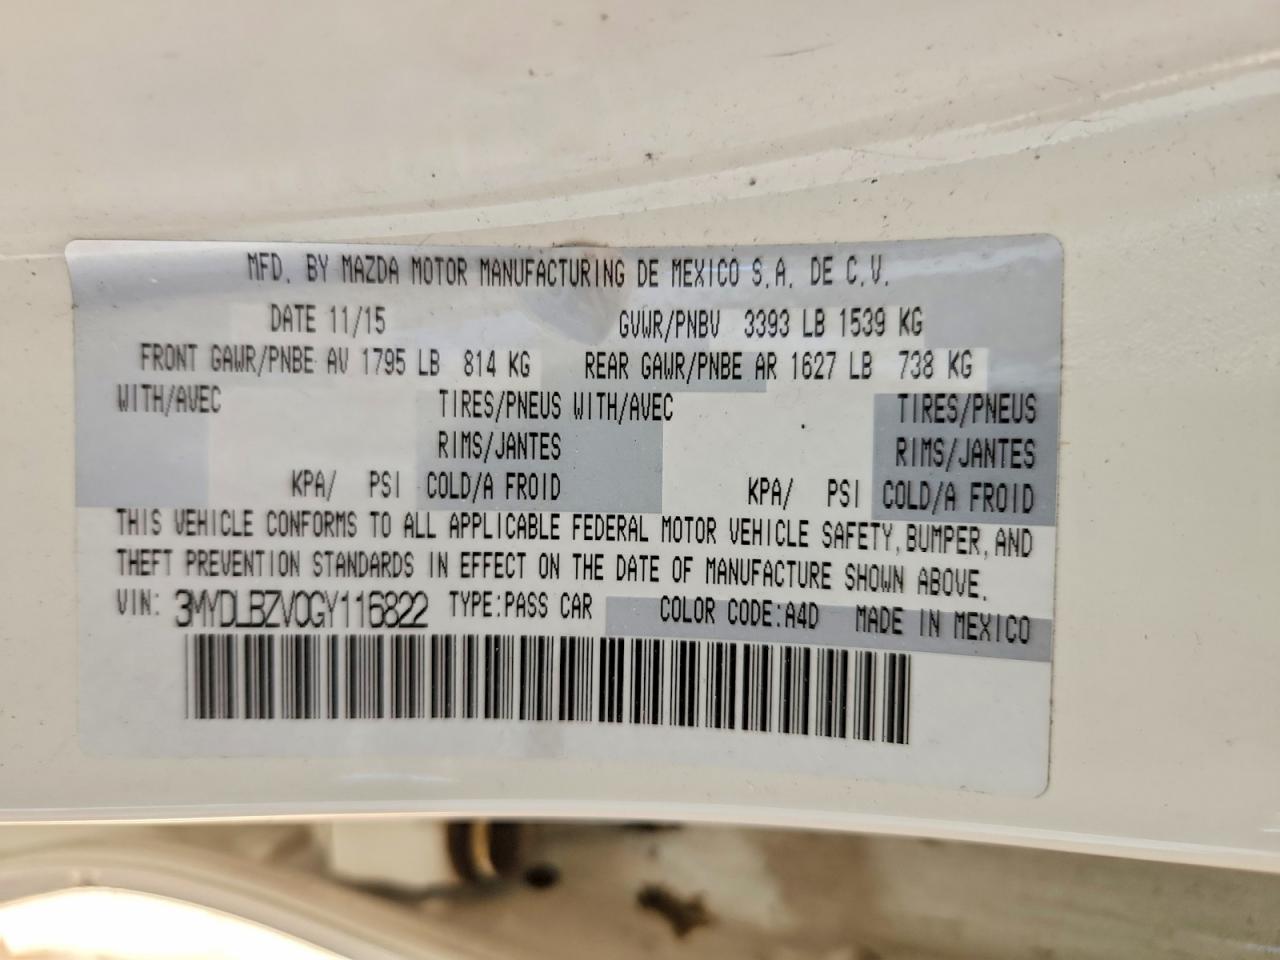 MFD. BY MAZDA MOTOR MANUFACTURING DE MEXICO S.A. DE C.V.
DATE 11/15 GVWR/PNBV 3393 LB 1539 KG
FRONT GAWR/PNBE AV 1795 LB 814 KG REAR GAWR/PNBE AR 1627 LB 738 KG
WITH/AVEC TIRES/PNEUS WITH/AVEC TIRES/PNEUS
RIMS/JANTES RIMS/JANTES
KPA/ PSI COLD/A FROID KPA/ PSI COLD/A FROID
THIS VEHICLE CONFORMS TO ALL APPLICABLE FEDERAL MOTOR VEHICLE SAFETY, BUMPER, AND
THEFT PREVENTION STANDARDS IN EFFECT ON THE DATE OF MANUFACTURE SHOWN ABOVE.
VIN: 3MYDLBZV0GY116822 TYPE:PASS CAR COLOR CODE:A4D MADE IN MEXICO